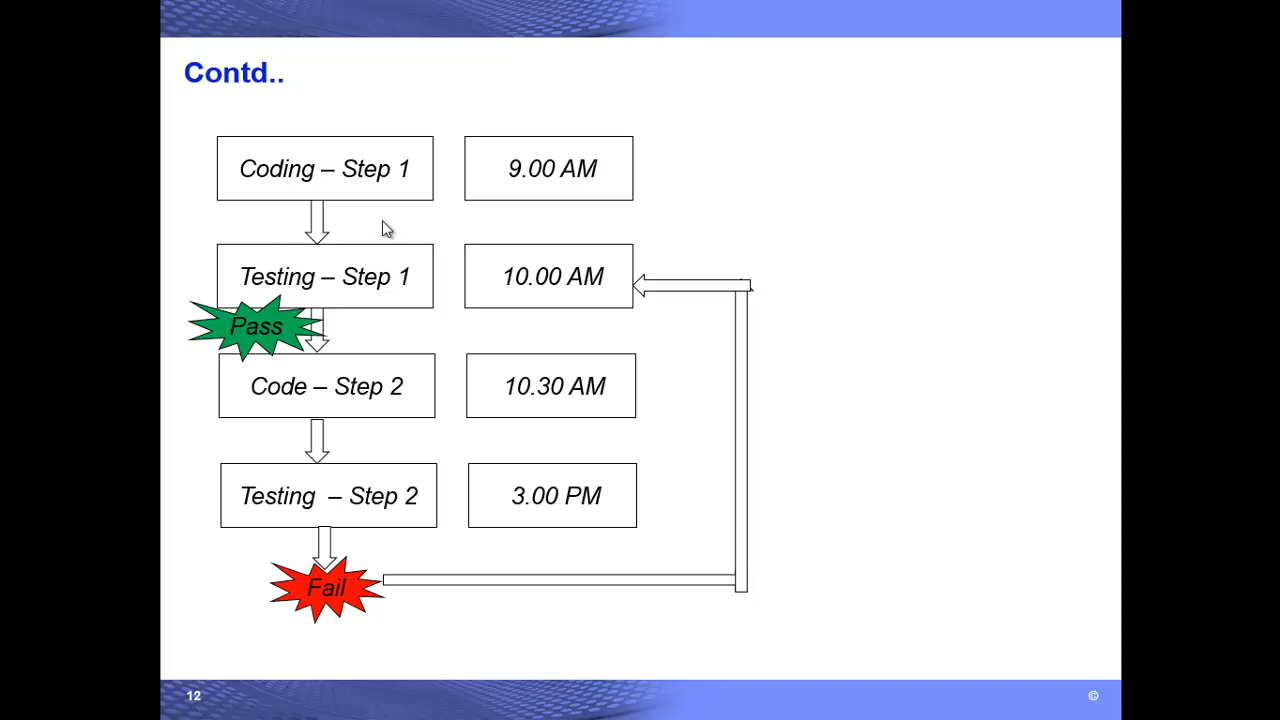 Contd..
Coding – Step 1
9.00 AM
Testing – Step 1
10.00 AM
Pass
Code – Step 2
10.30 AM
Testing – Step 2
3.00 PM
Fail
12
©